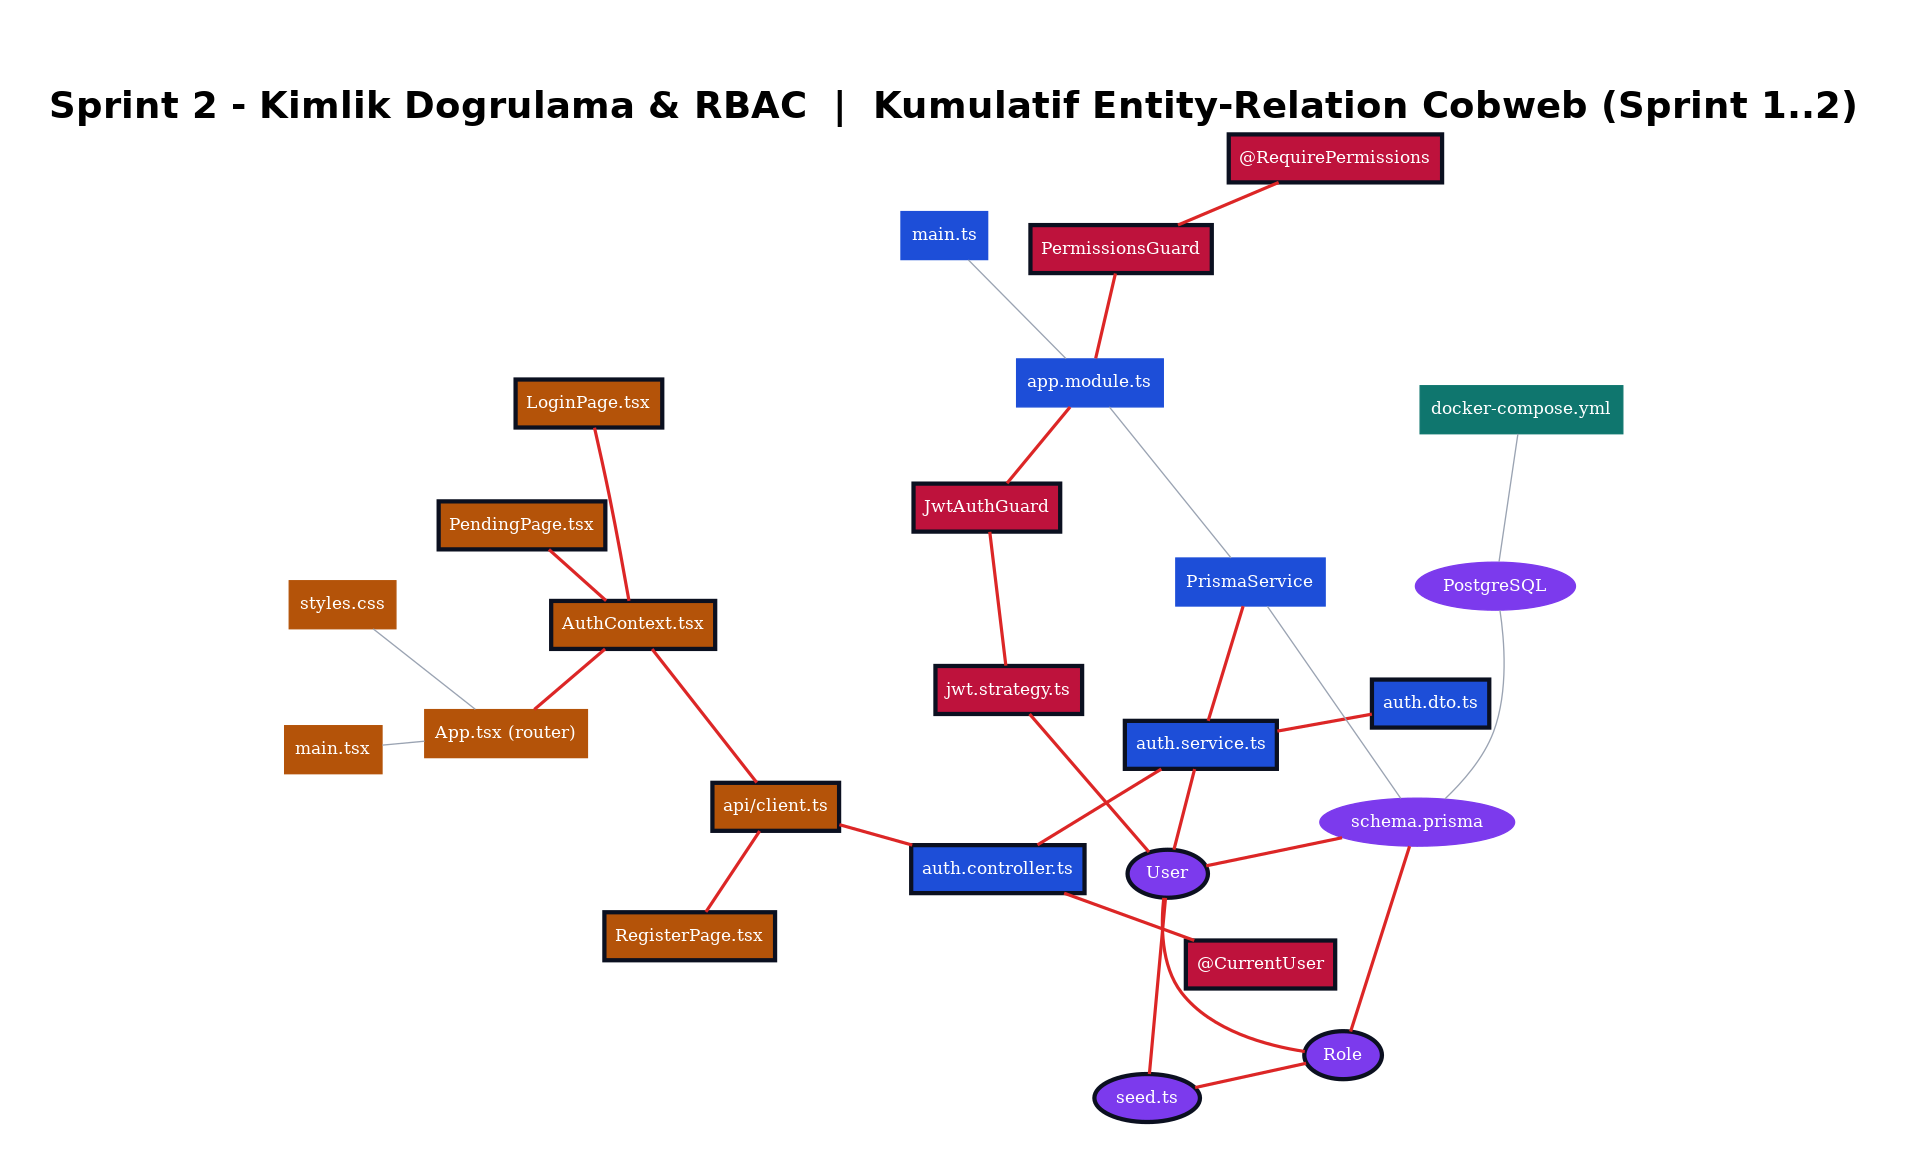 Sprint 2 - Kimlik Dogrulama & RBAC | Kumulatif Entity-Relation Cobweb (Sprint 1..2)
@RequirePermissions
main.ts
PermissionsGuard
app.module.ts
LoginPage.tsx
docker-compose.yml
JwtAuthGuard
PendingPage.tsx
PrismaService
PostgreSQL
styles.css
AuthContext.tsx
jwt.strategy.ts
auth.dto.ts
App.tsx (router)
main.tsx
auth.service.ts
api/client.ts
schema.prisma
auth.controller.ts
User
RegisterPage.tsx
@CurrentUser
Role
seed.ts